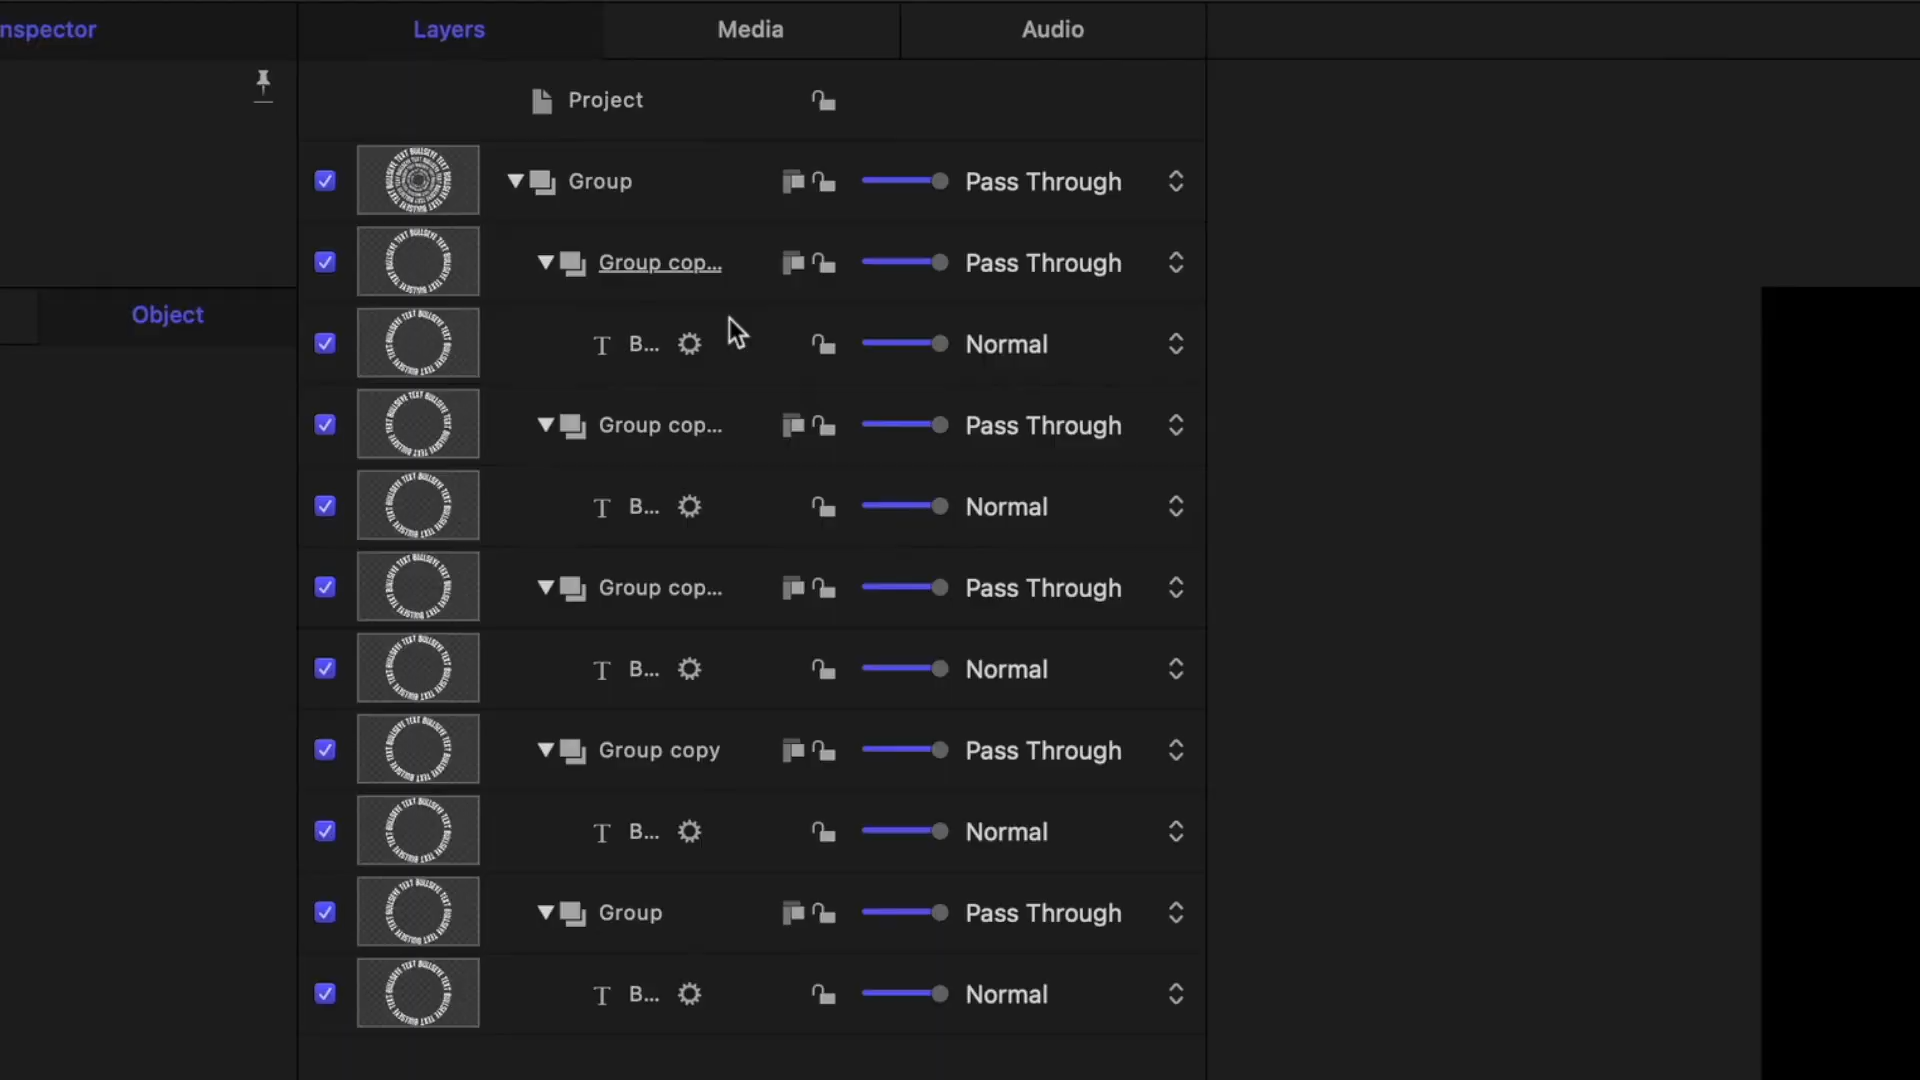 nspector
Layers
Media
Audio
Project
Group
Pass Through
Group cop...
Pass Through
Object
T B...
Normal
Group cop...
Pass Through
T B...
Normal
Group cop...
Pass Through
T B...
Normal
Group copy
Pass Through
T B...
Normal
Group
Pass Through
T B...
Normal